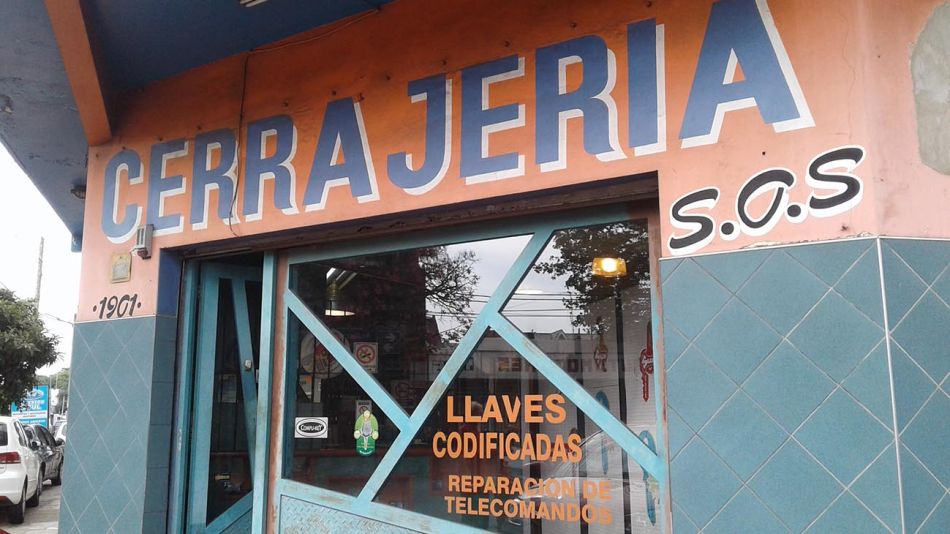 CERRAJERIA
S.O.S
·1901·
LLAVES
CODIFICADAS
REPARACION DE
TELECOMANDOS